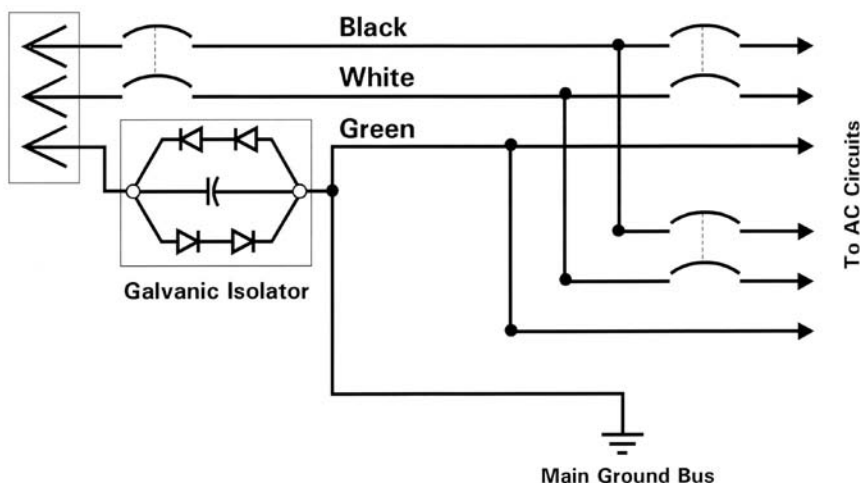 Black
White
Green
Galvanic Isolator
To AC Circuits
Main Ground Bus